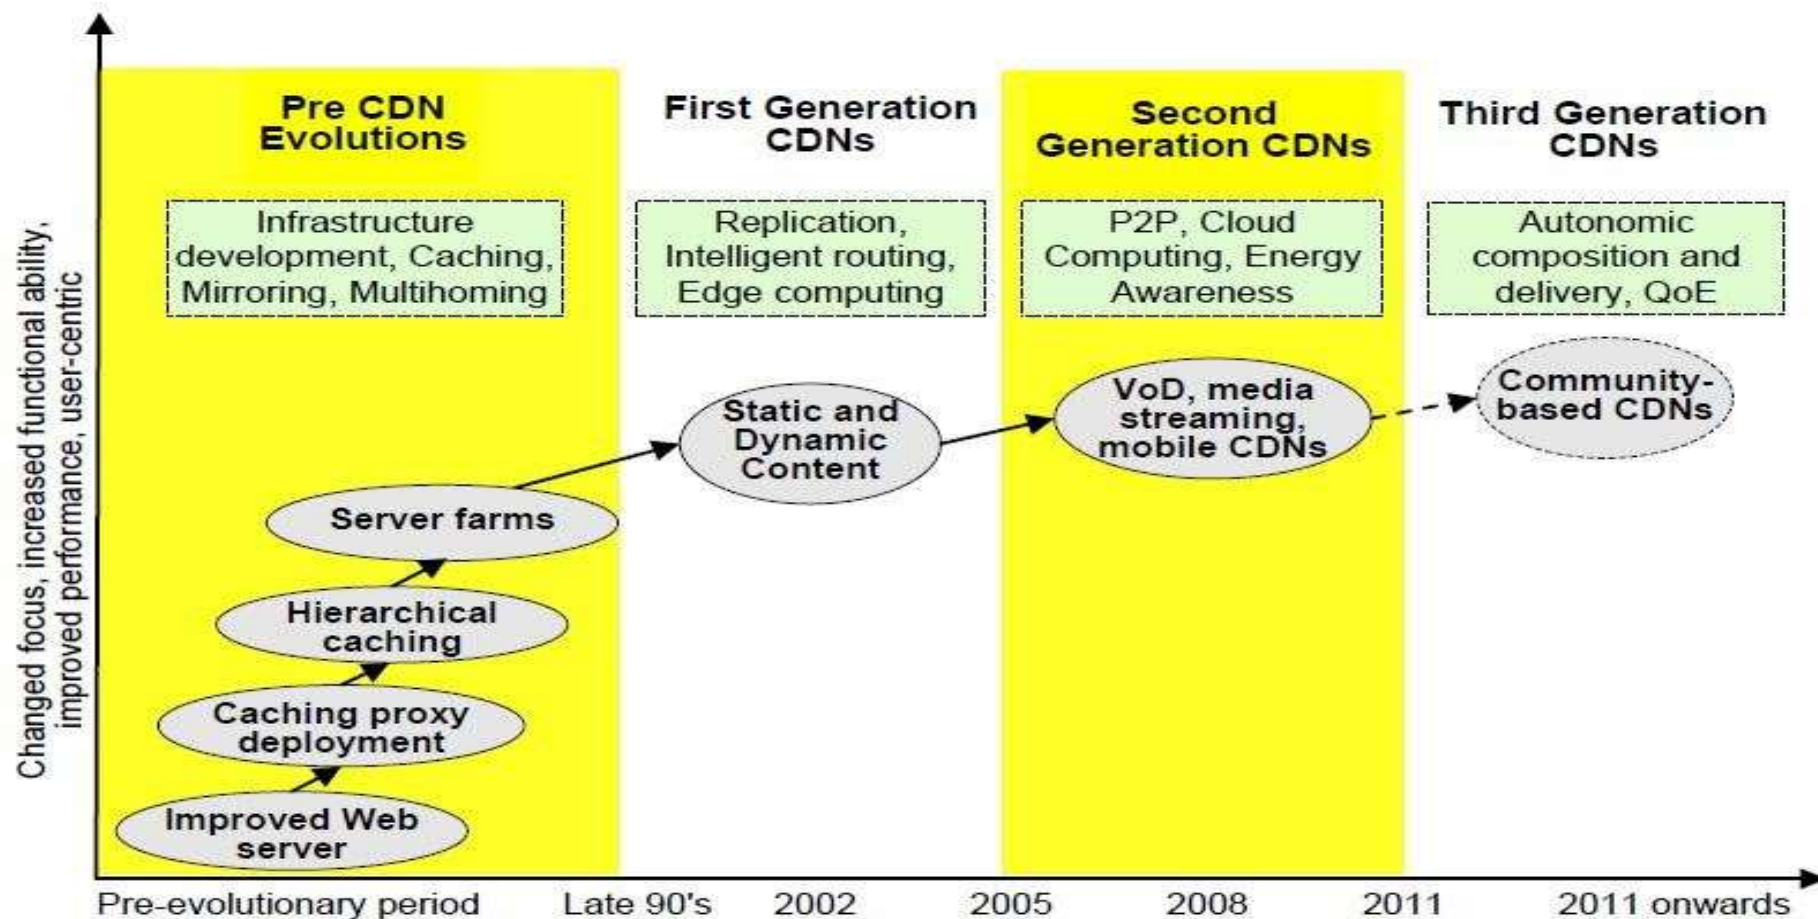 Changed focus, increased functional ability,
improved performance, user-centric
Pre CDN
Evolutions
First Generation
CDNs
Second
Generation CDNs
Third Generation
CDNs
Infrastructure
development, Caching,
Mirroring, Multihoming
Replication,
Intelligent routing,
Edge computing
P2P, Cloud
Computing, Energy
Awareness
Autonomic
composition and
delivery, QoE
Community-
based CDNs
VoD, media
streaming,
mobile CDNs
Static and
Dynamic
Content
Server farms
Hierarchical
caching
Caching proxy
deployment
Improved Web
server
Pre-evolutionary period
Late 90's
2002
2005
2008
2011
2011 onwards